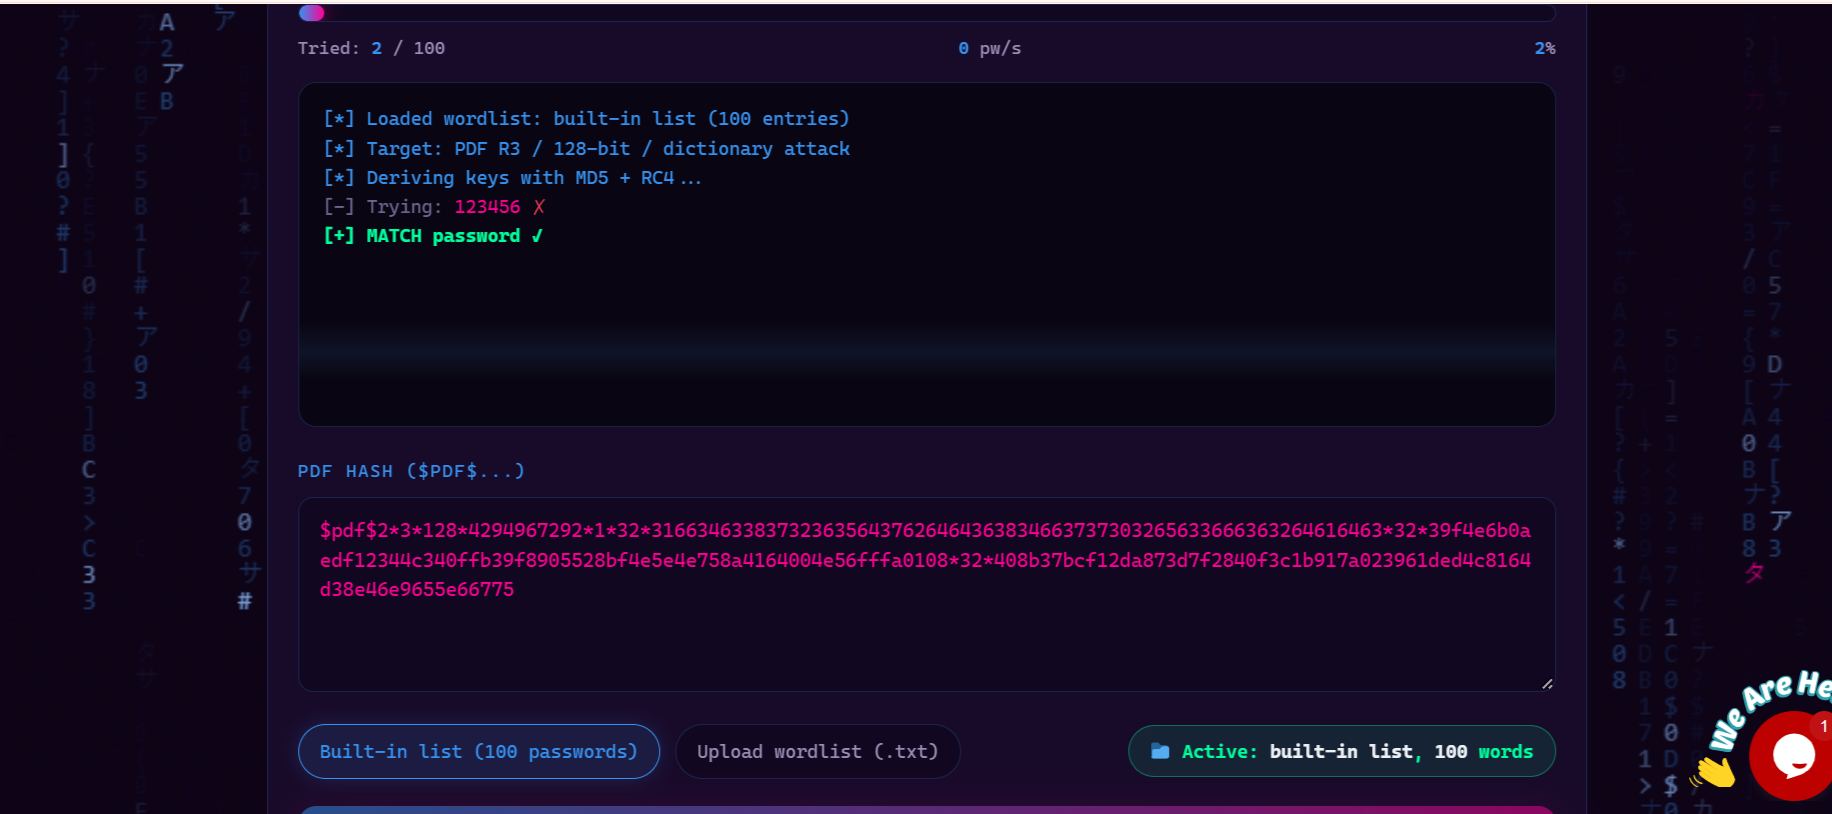 Tried: 2 / 100
0 pw/s
2%
[*] Loaded wordlist: built-in list (100 entries)
[*] Target: PDF R3 / 128-bit / dictionary attack
[*] Deriving keys with MD5 + RC4...
[-] Trying: 123456 ✗
[+] MATCH password ✓
PDF HASH ($PDF$...)
$pdf$2*3*128*4294967292*1*32*3166346338373236356437626464363834663737303265633666363264616463*32*39f4e6b0a
edf12344c340ffb39f8905528bf4e5e4e758a4164004e56fffa0108*32*408b37bcf12da873d7f2840f3c1b917a023961ded4c8164
d38e46e9655e66775
Built-in list (100 passwords)
Upload wordlist (.txt)
Active: built-in list, 100 words
We Are He
1